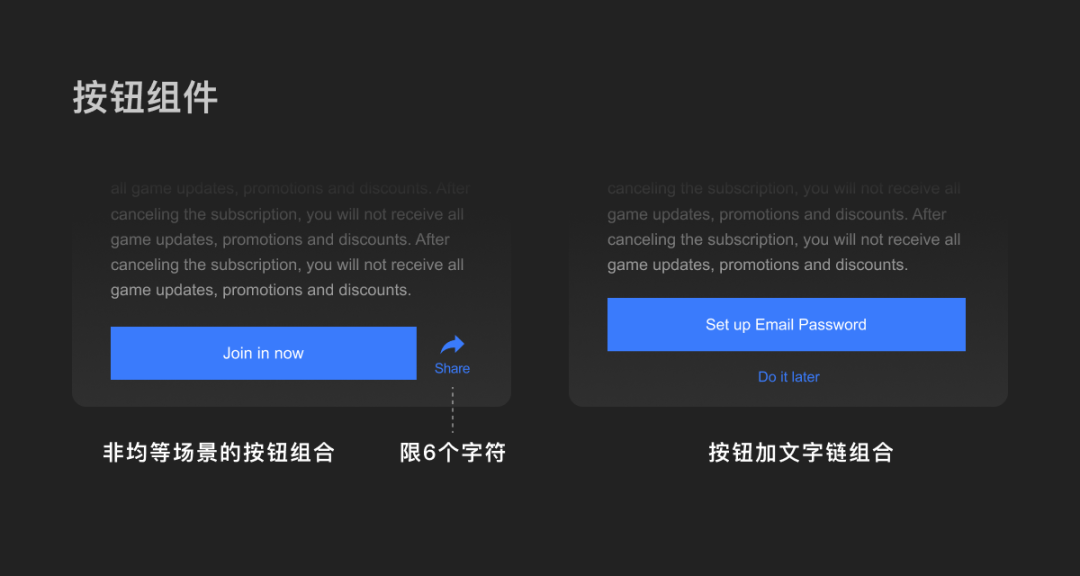 按钮组件
all game updates, promotions and discounts. After
canceling the subscription, you will not receive all
game updates, promotions and discounts. After
canceling the subscription, you will not receive all
game updates, promotions and discounts.
Join in now
Share
非均等场景的按钮组合
限6个字符
canceling the subscription, you will not receive all
game updates, promotions and discounts. After
canceling the subscription, you will not receive all
game updates, promotions and discounts.
Set up Email Password
Do it later
按钮加文字链组合